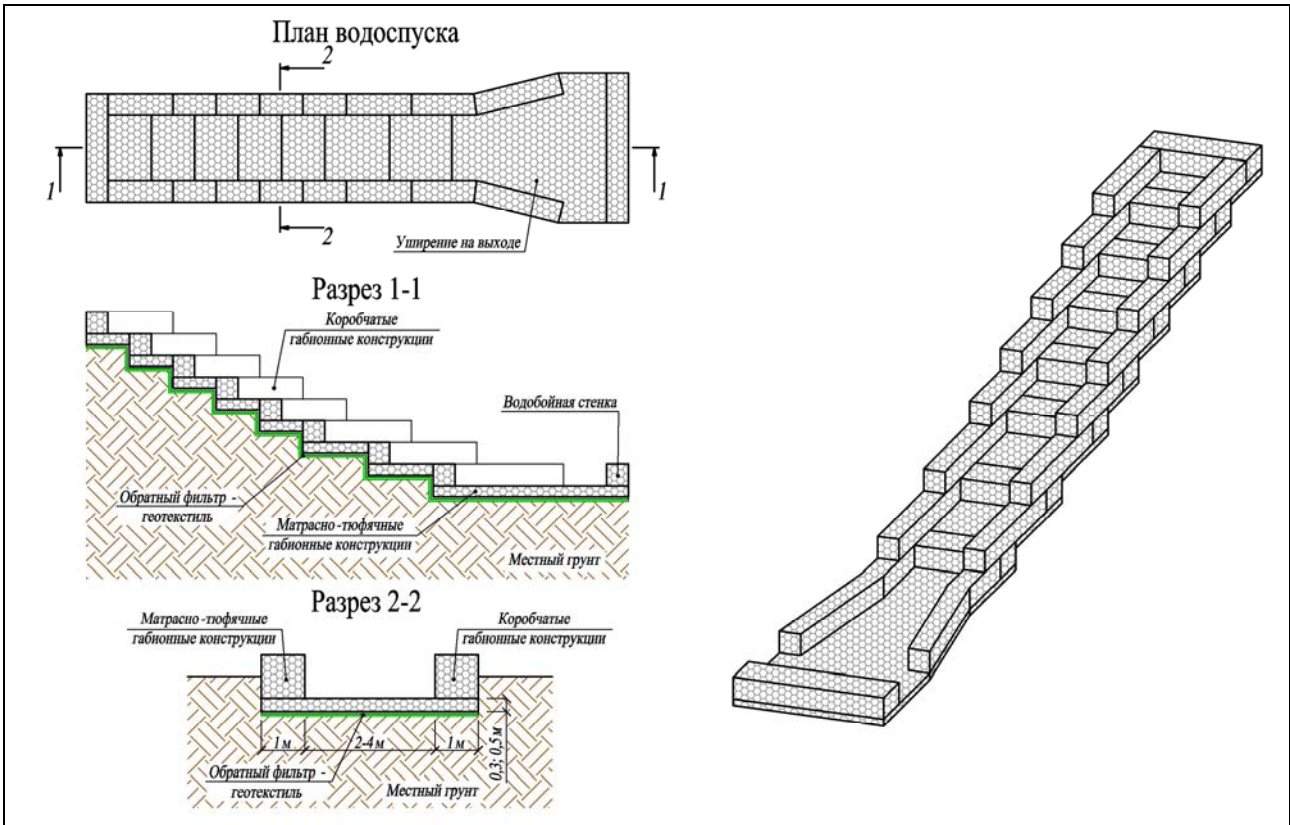 План водоспуска
2
1
1
2
Уширение на выходе
Разрез 1-1
Коробчатые
габионные конструкции
Водобойная стенка
Обратный фильтр -
геотекстиль
Матрасно-тюфячные
габионные конструкции
Местный грунт
Разрез 2-2
Матрасно-тюфячные
габионные конструкции
Коробчатые
габионные конструкции
1 м
2-4 м
1 м
0,3; 0,5 м
Обратный фильтр -
геотекстиль
Местный грунт